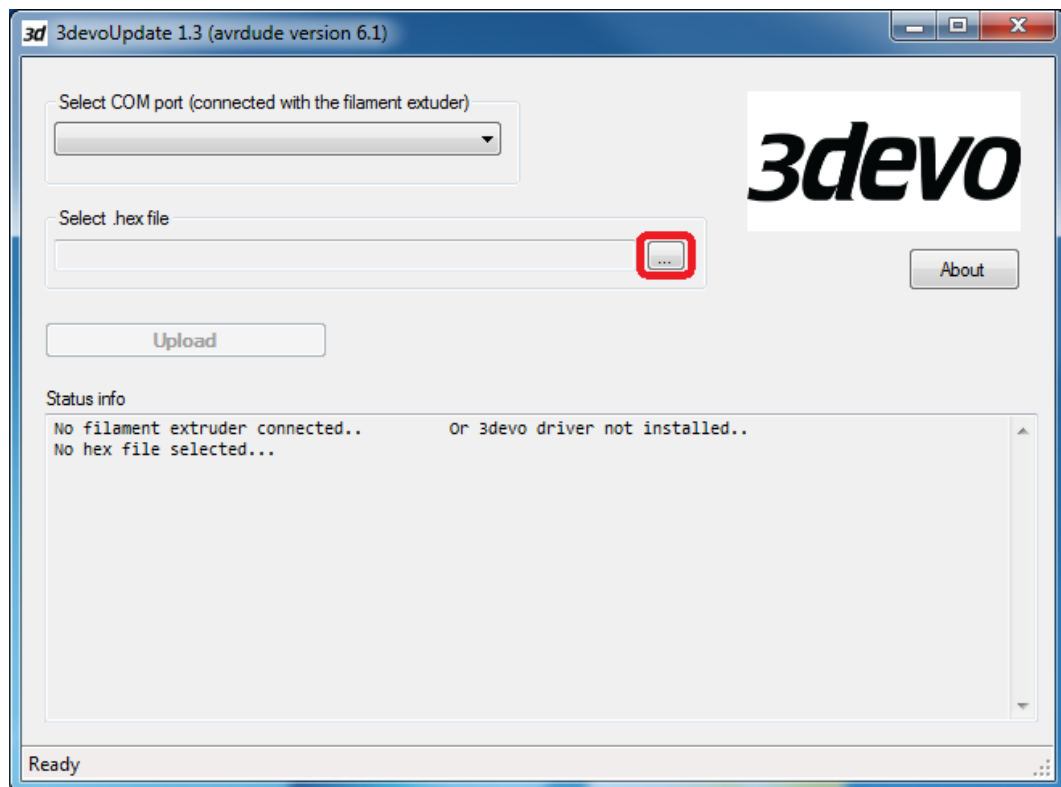 3d 3devoUpdate 1.3 (avrdude version 6.1)
Select COM port (connected with the filament extuder)
3devo
Select .hex file
...
About
Upload
Status info
No filament extruder connected.. Or 3devo driver not installed..
No hex file selected...
Ready